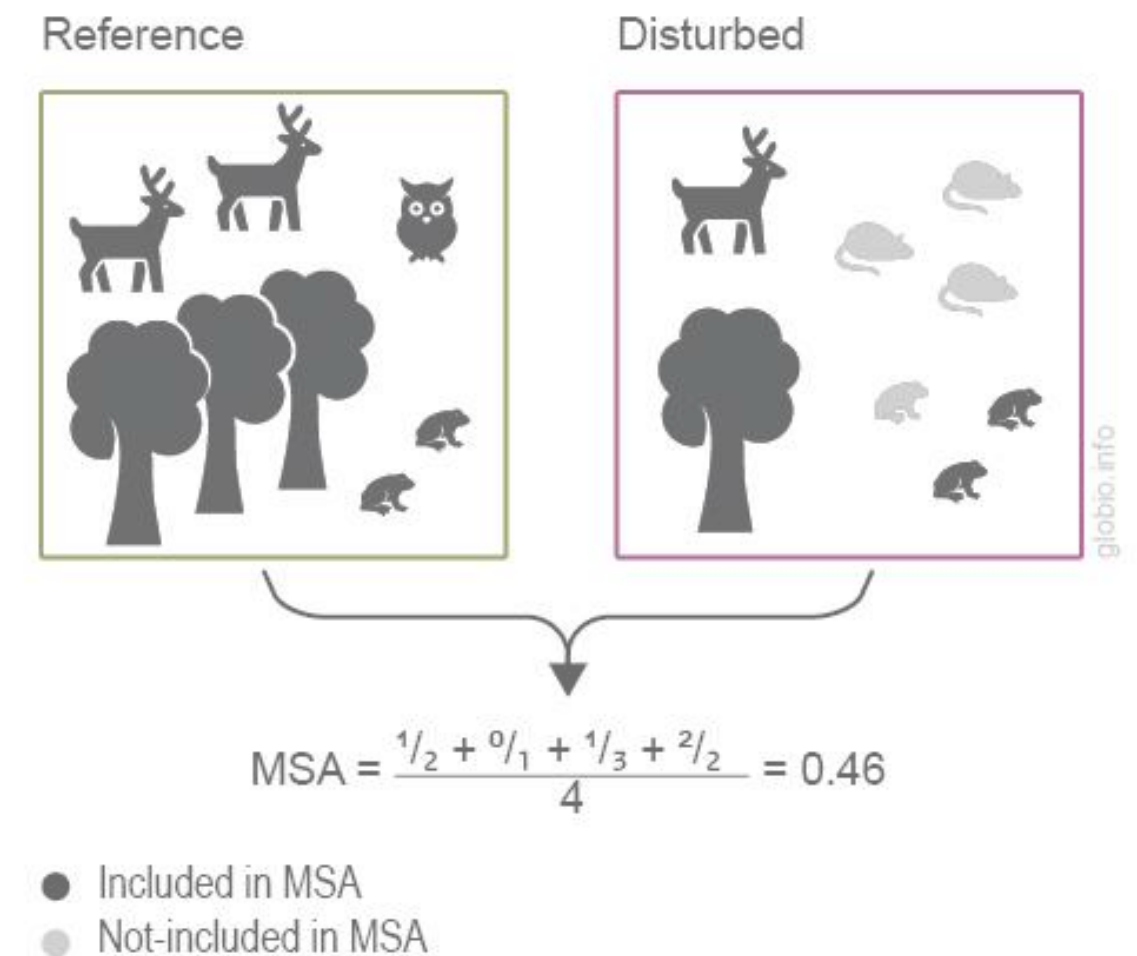 Reference
Disturbed
globio.info
MSA = ¹/₂ + ⁰/₁ + ¹/₃ + ²/₂ = 0.46
4
Included in MSA
Not-included in MSA